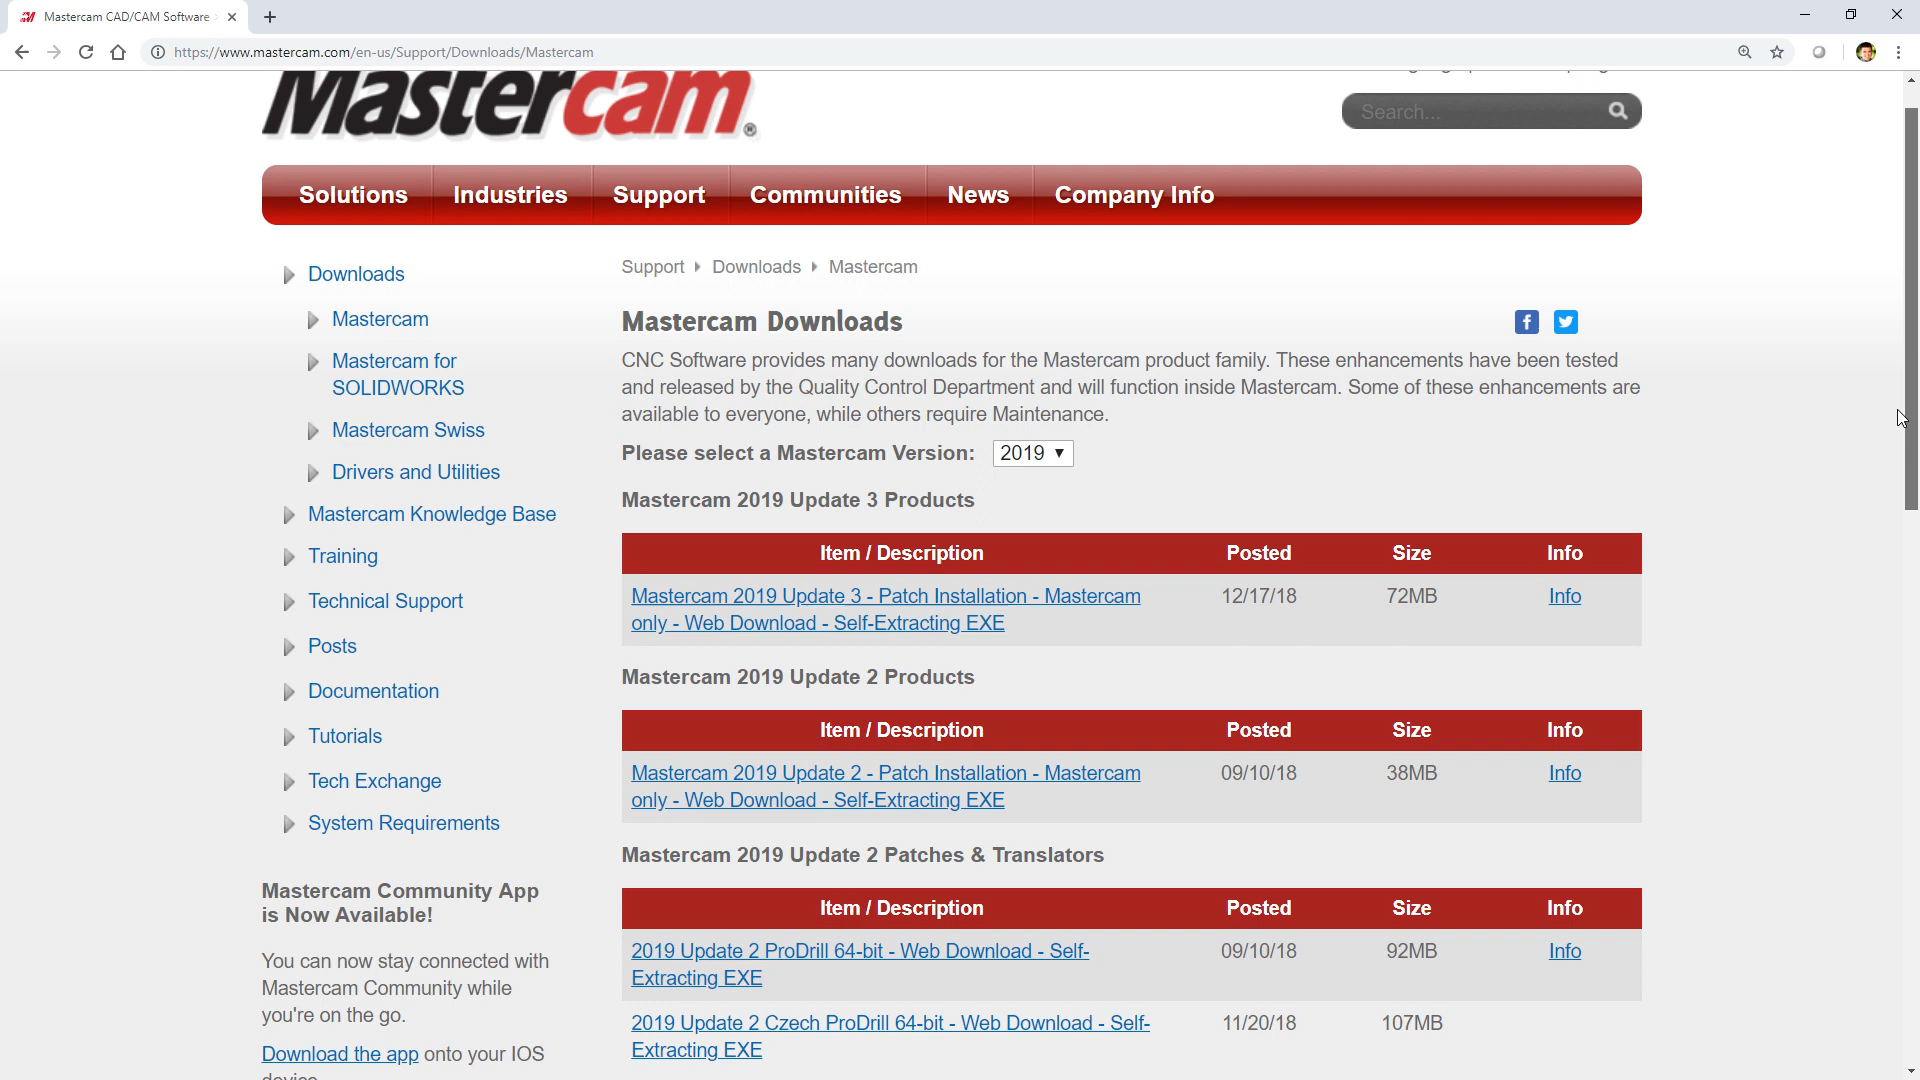 Mastercam CAD/CAM Software
https://www.mastercam.com/en-us/Support/Downloads/Mastercam
Mastercam®
Search...
Solutions
Industries
Support
Communities
News
Company Info
Downloads
Mastercam
Mastercam for
SOLIDWORKS
Mastercam Swiss
Drivers and Utilities
Mastercam Knowledge Base
Training
Technical Support
Posts
Documentation
Tutorials
Tech Exchange
System Requirements
Mastercam Community App
is Now Available!
You can now stay connected with
Mastercam Community while
you're on the go.
Download the app onto your IOS
Support Downloads Mastercam
Mastercam Downloads
CNC Software provides many downloads for the Mastercam product family. These enhancements have been tested
and released by the Quality Control Department and will function inside Mastercam. Some of these enhancements are
available to everyone, while others require Maintenance.
Please select a Mastercam Version: 2019
Mastercam 2019 Update 3 Products
Item / Description Posted Size Info
Mastercam 2019 Update 3 - Patch Installation - Mastercam 12/17/18 72MB Info
only - Web Download - Self-Extracting EXE
Mastercam 2019 Update 2 Products
Item / Description Posted Size Info
Mastercam 2019 Update 2 - Patch Installation - Mastercam 09/10/18 38MB Info
only - Web Download - Self-Extracting EXE
Mastercam 2019 Update 2 Patches & Translators
Item / Description Posted Size Info
2019 Update 2 ProDrill 64-bit - Web Download - Self- 09/10/18 92MB Info
Extracting EXE
2019 Update 2 Czech ProDrill 64-bit - Web Download - Self- 11/20/18 107MB
Extracting EXE